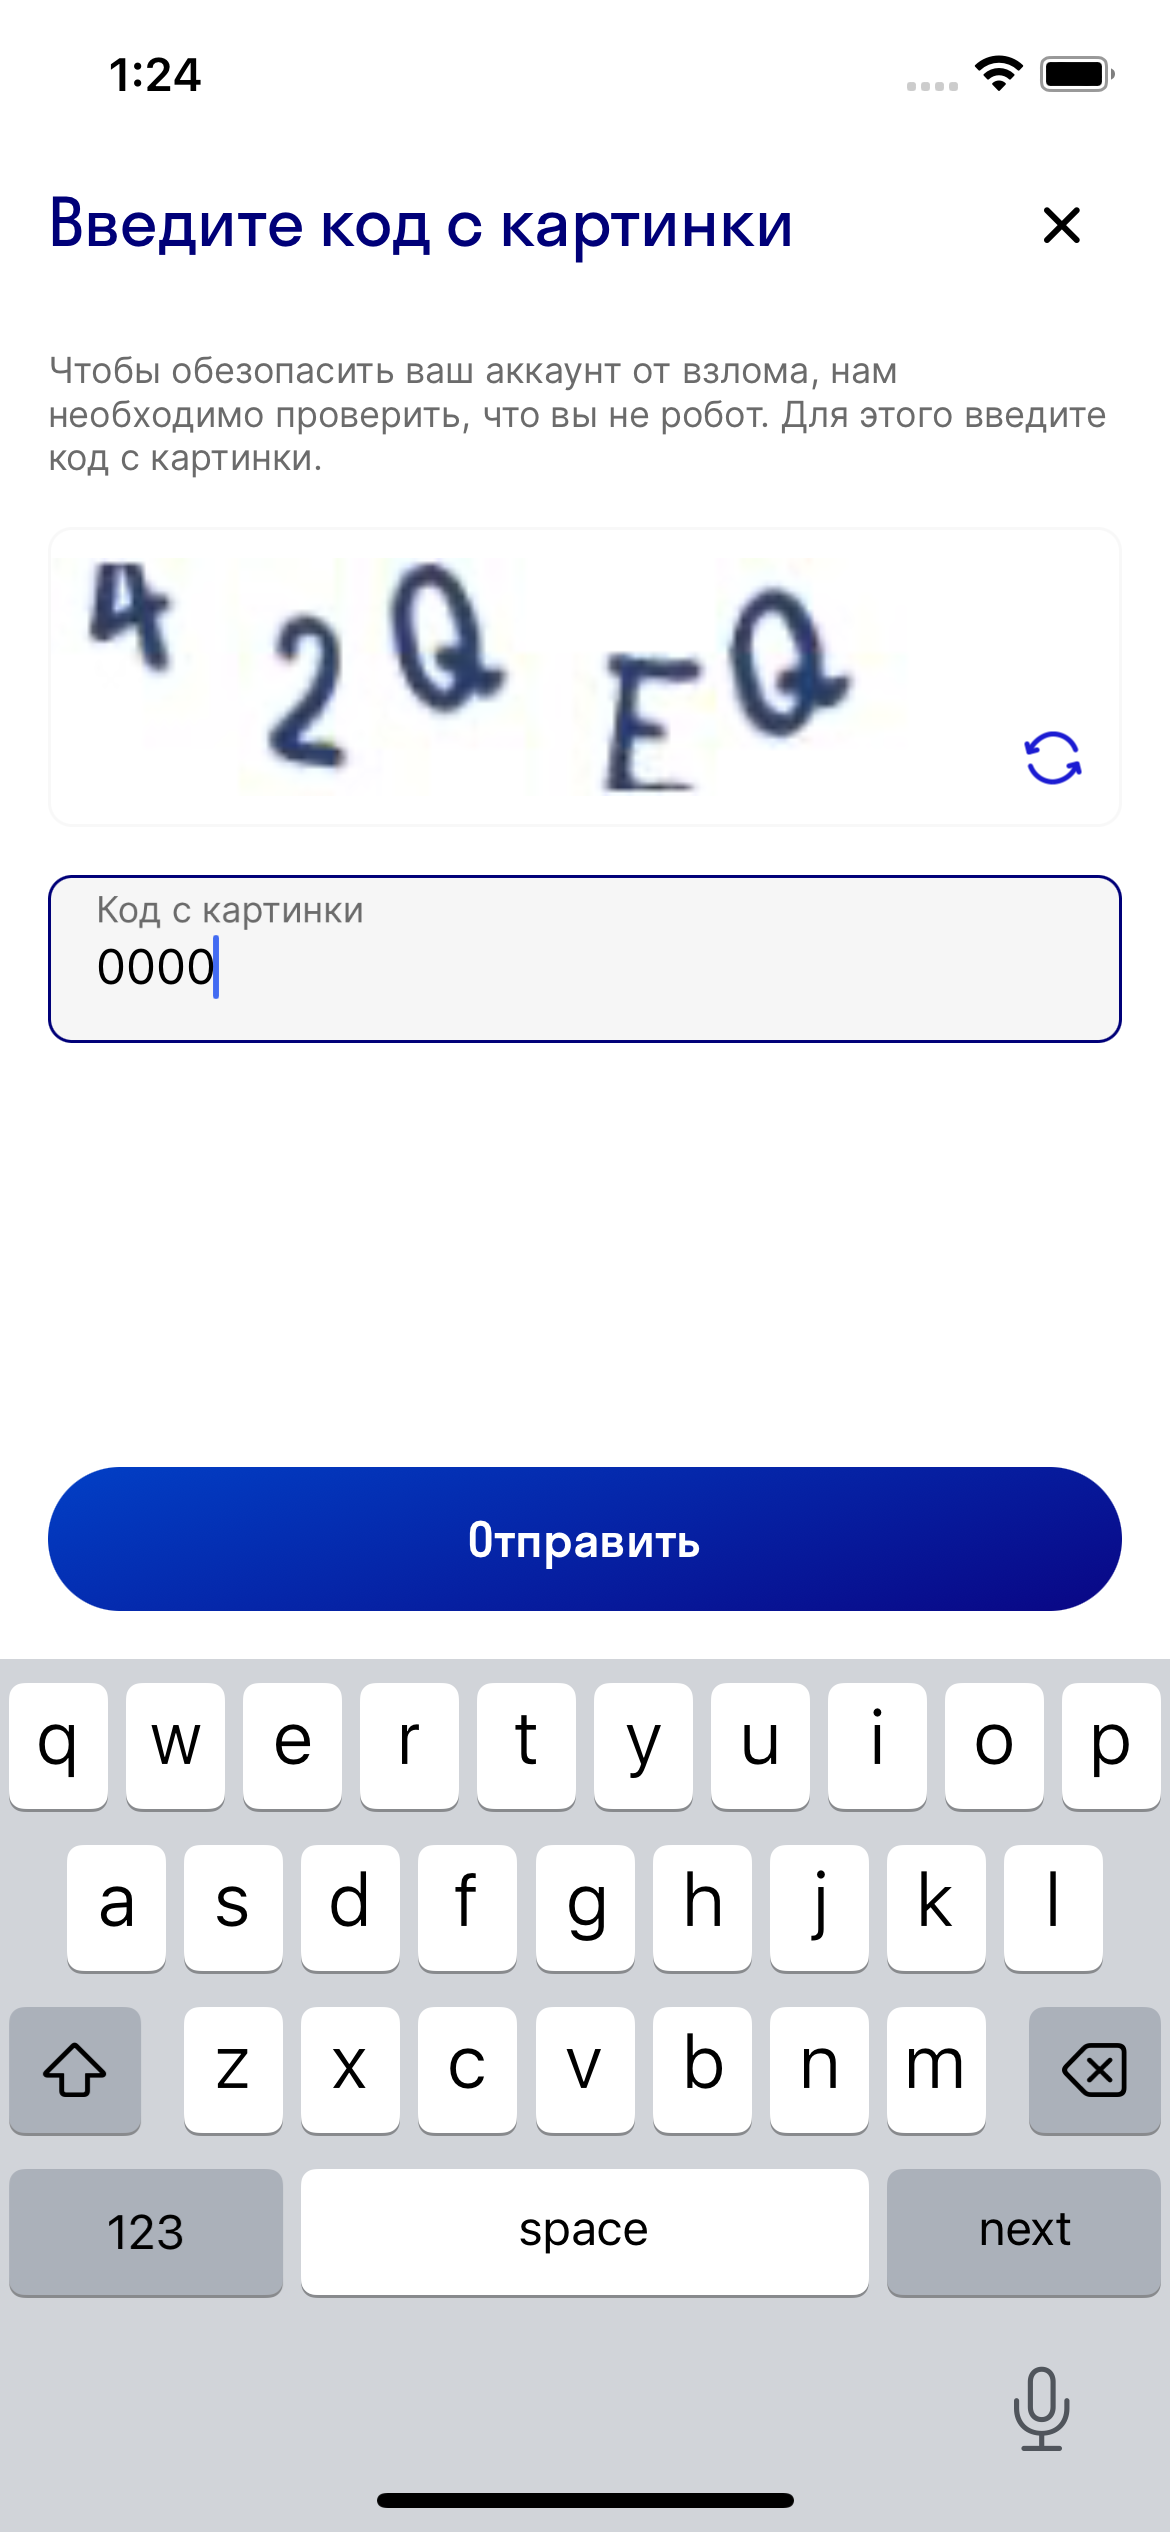 1:24
Введите код с картинки
Чтобы обезопасить ваш аккаунт от взлома, нам
необходимо проверить, что вы не робот. Для этого введите
код с картинки.
4 2 Q E Q
Код с картинки
0000
Отправить
q w e r t y u i o p
a s d f g h j k l
z x c v b n m
123 space next